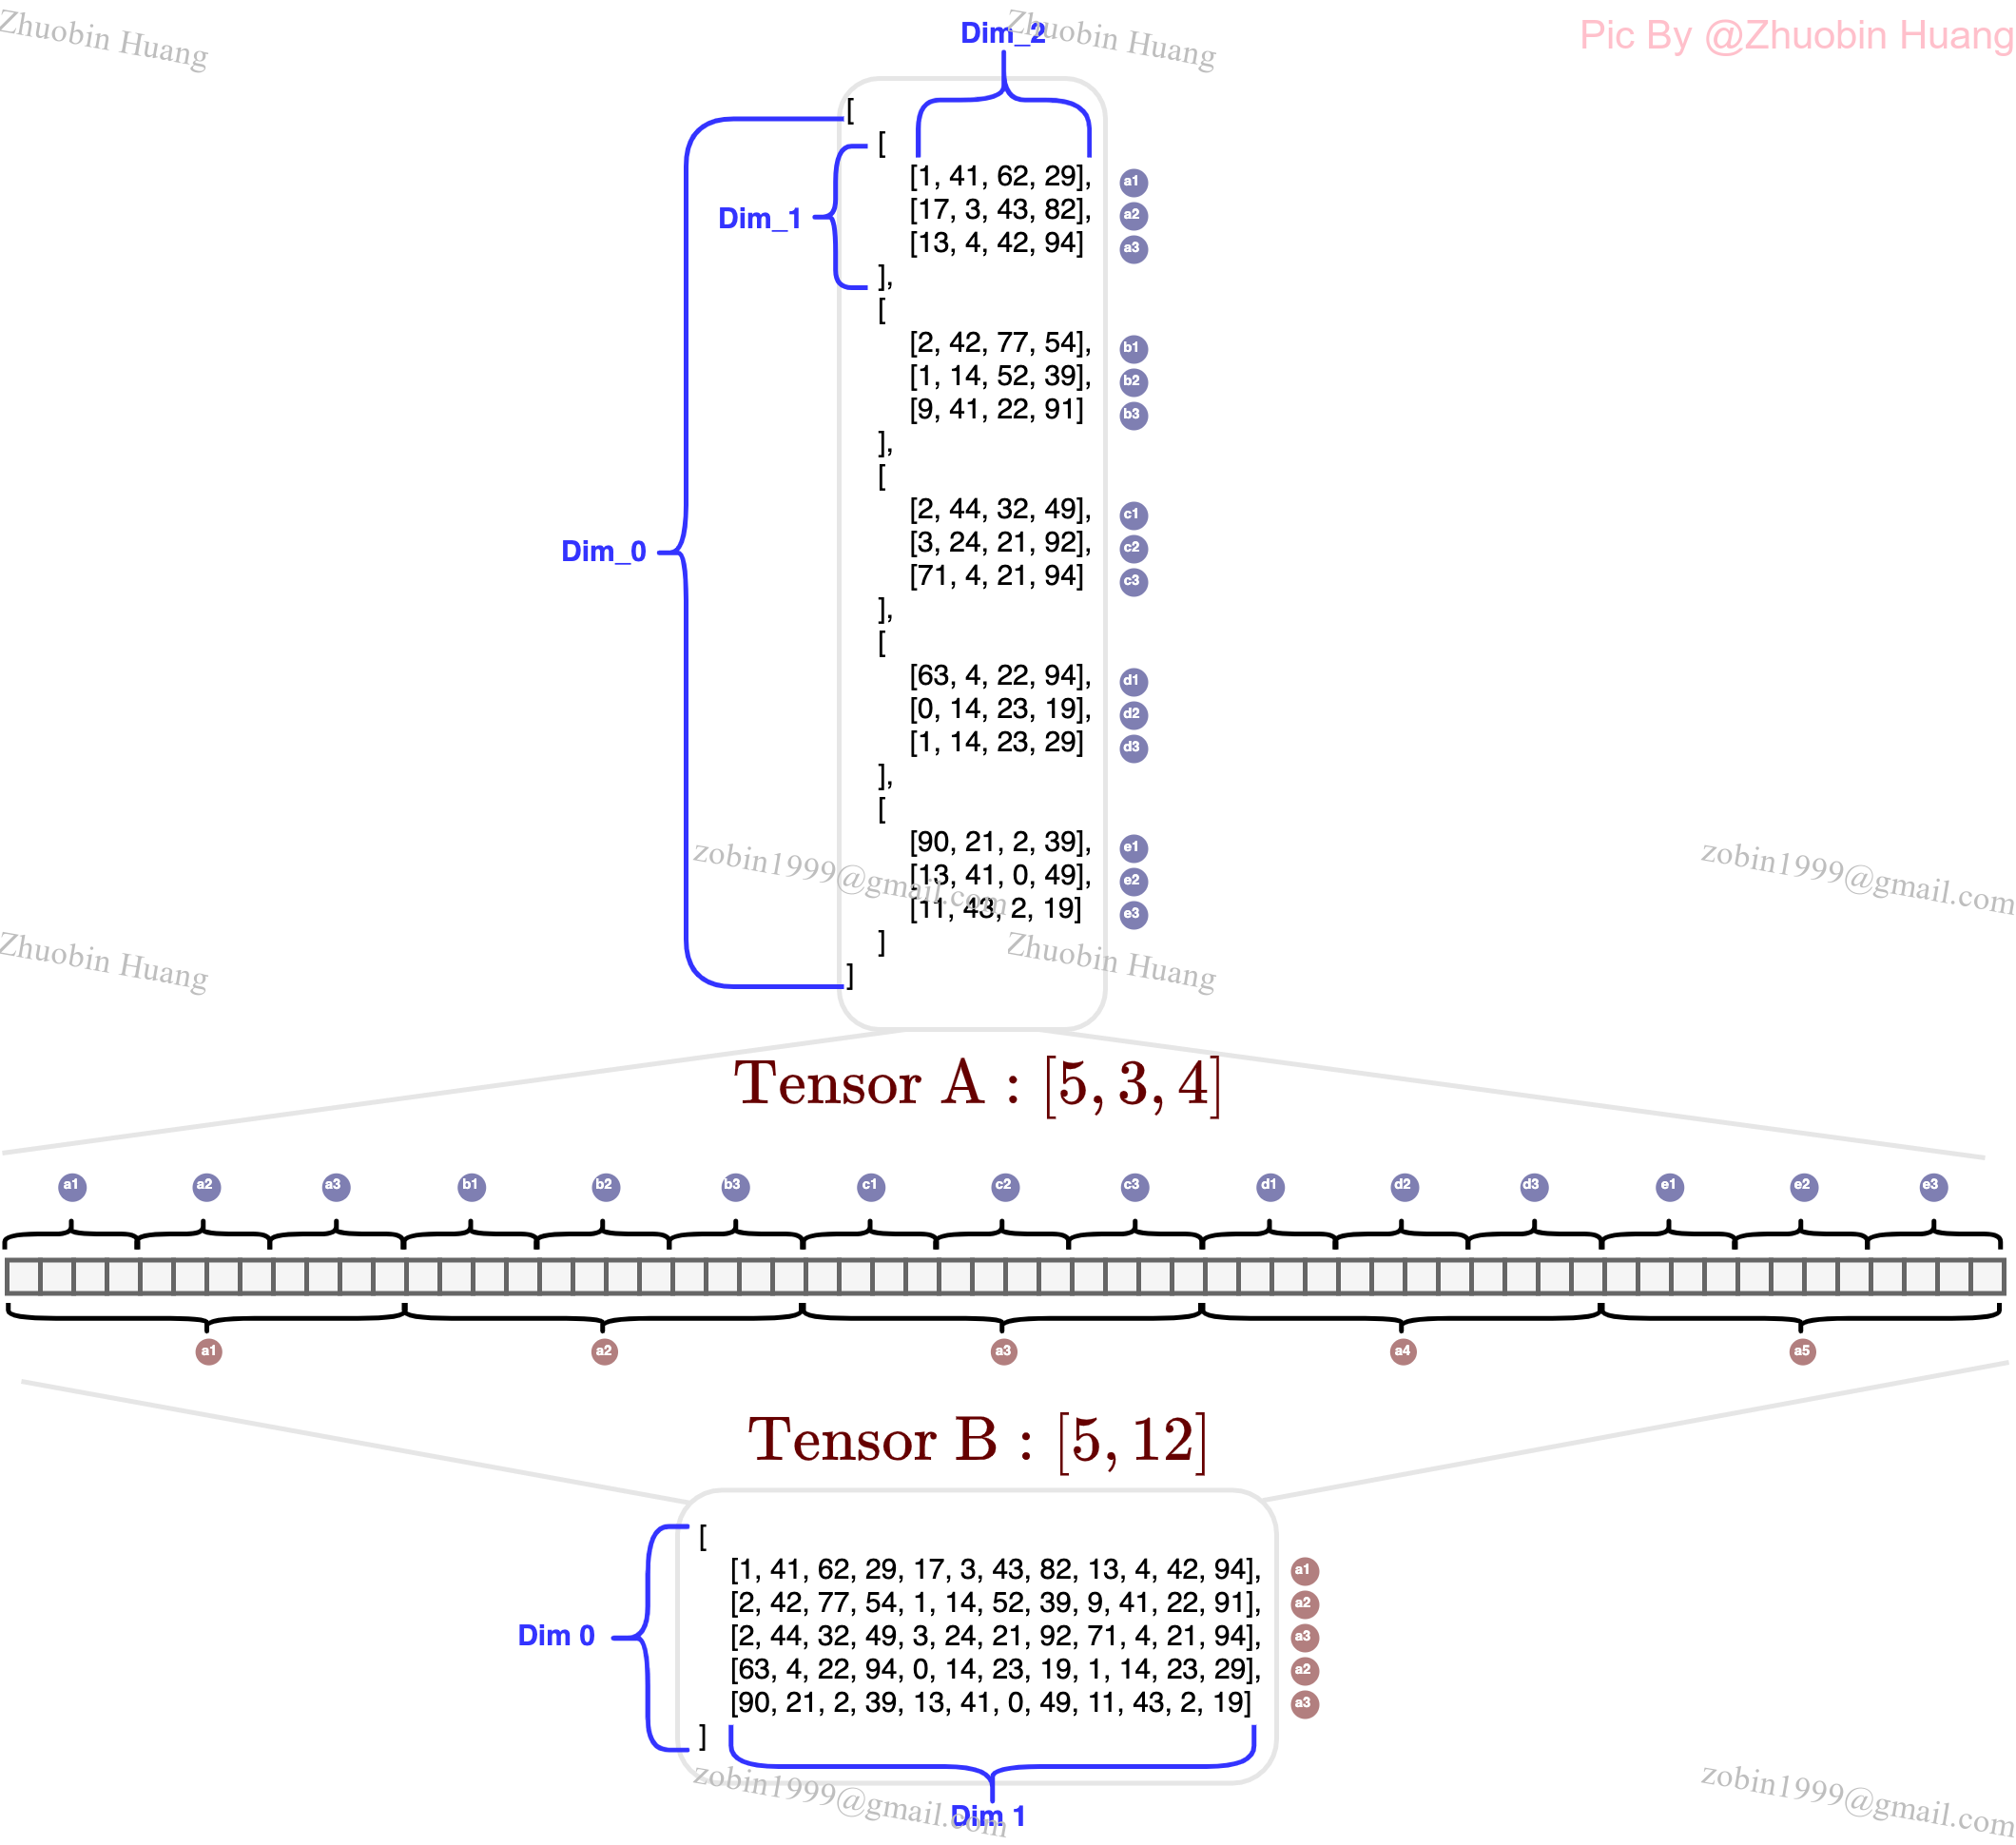 Zhuobin Huang
Dim_2
Zhuobin Huang
Pic By @Zhuobin Huang
[
[
[1, 41, 62, 29], a1
Dim_1 [17, 3, 43, 82], a2
[13, 4, 42, 94] a3
],
[
[2, 42, 77, 54], b1
[1, 14, 52, 39], b2
[9, 41, 22, 91] b3
],
[
[2, 44, 32, 49], c1
Dim_0 [3, 24, 21, 92], c2
[71, 4, 21, 94] c3
],
[
[63, 4, 22, 94], d1
[0, 14, 23, 19], d2
[1, 14, 23, 29] d3
],
[
[90, 21, 2, 39], e1
zobin1999@gmail.com
zobin1999@gmail.com
[13, 41, 0, 49], e2
[11, 43, 2, 19] e3
]
Zhuobin Huang
Zhuobin Huang
]
Tensor A : [5, 3, 4]
a1 a2 a3 b1 b2 b3 c1 c2 c3 d1 d2 d3 e1 e2 e3
a1 a2 a3 a4 a5
Tensor B : [5, 12]
[
[1, 41, 62, 29, 17, 3, 43, 82, 13, 4, 42, 94], a1
[2, 42, 77, 54, 1, 14, 52, 39, 9, 41, 22, 91], a2
Dim 0 [2, 44, 32, 49, 3, 24, 21, 92, 71, 4, 21, 94], a3
[63, 4, 22, 94, 0, 14, 23, 19, 1, 14, 23, 29], a2
[90, 21, 2, 39, 13, 41, 0, 49, 11, 43, 2, 19] a3
]
zobin1999@gmail.com
zobin1999@gmail.com
Dim 1